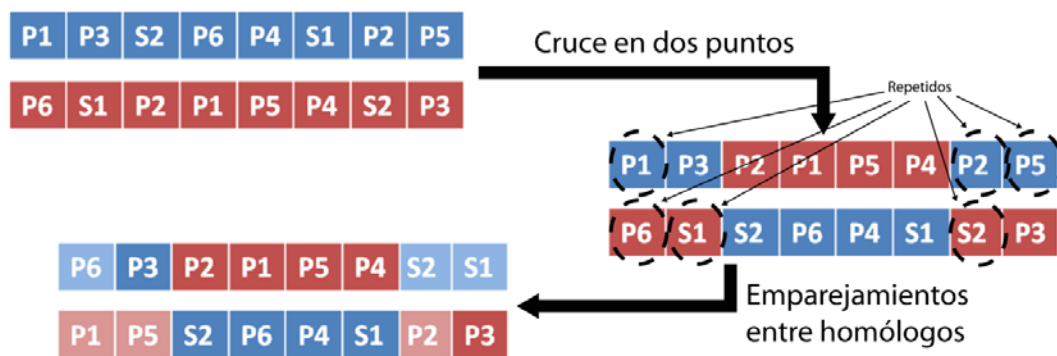 P1 P3 S2 P6 P4 S1 P2 P5
P6 S1 P2 P1 P5 P4 S2 P3
Cruce en dos puntos
Repetidos
P1 P3 P2 P1 P5 P4 P2 P5
P6 S1 S2 P6 P4 S1 S2 P3
Emparejamientos
entre homólogos
P6 P3 P2 P1 P5 P4 S2 S1
P1 P5 S2 P6 P4 S1 P2 P3